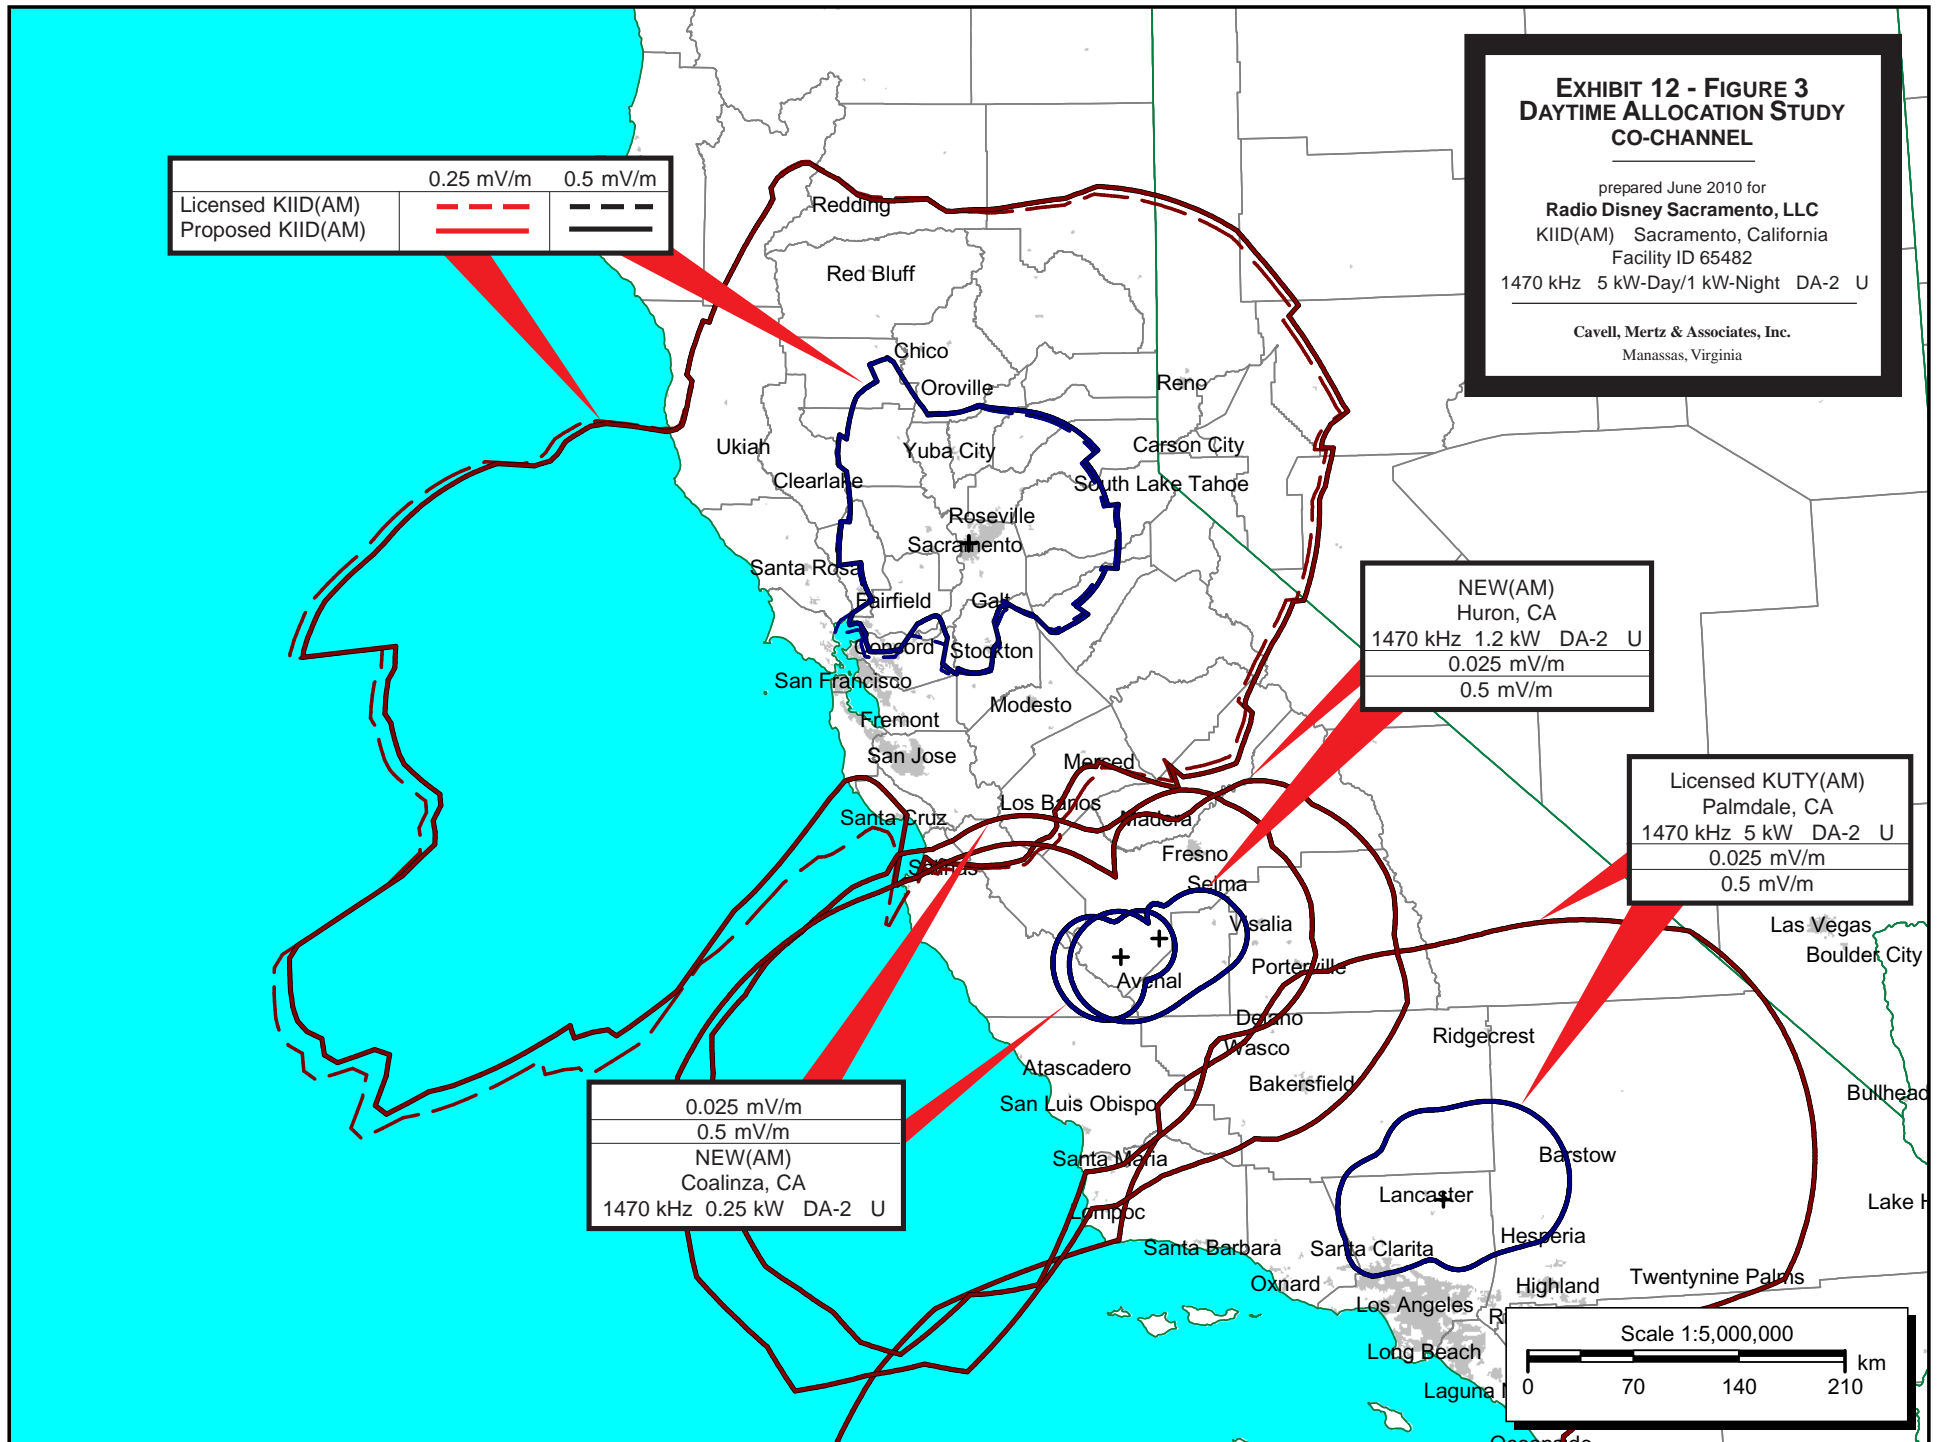 EXHIBIT 12 - FIGURE 3
DAYTIME ALLOCATION STUDY
CO-CHANNEL
prepared June 2010 for
Radio Disney Sacramento, LLC
KIID(AM) Sacramento, California
Facility ID 65482
1470 kHz 5 kW-Day/1 kW-Night DA-2 U
Cavell, Mertz & Associates, Inc.
Manassas, Virginia
0.25 mV/m 0.5 mV/m
Licensed KIID(AM)
Proposed KIID(AM)
Redding
Red Bluff
Chico
Oroville
Reno
Ukiah
Yuba City
Carson City
Clearlake
South Lake Tahoe
Roseville
Sacramento
Santa Rosa
Fairfield
Galt
Concord
Stockton
San Francisco
Modesto
Fremont
San Jose
Merced
Los Banos
Santa Cruz
Madera
Salinas
Fresno
Selma
Visalia
Porterville
Avenal
Delano
Wasco
Ridgecrest
Atascadero
Bakersfield
San Luis Obispo
Santa Maria
Barstow
Lancaster
Lompoc
Hesperia
Santa Barbara
Santa Clarita
Oxnard
Highland
Twentynine Palms
Los Angeles
Long Beach
Las Vegas
Boulder City
Bullhead
Lake H
Laguna
NEW(AM)
Huron, CA
1470 kHz 1.2 kW DA-2 U
0.025 mV/m
0.5 mV/m
Licensed KUTY(AM)
Palmdale, CA
1470 kHz 5 kW DA-2 U
0.025 mV/m
0.5 mV/m
0.025 mV/m
0.5 mV/m
NEW(AM)
Coalinza, CA
1470 kHz 0.25 kW DA-2 U
Scale 1:5,000,000
km
0 70 140 210